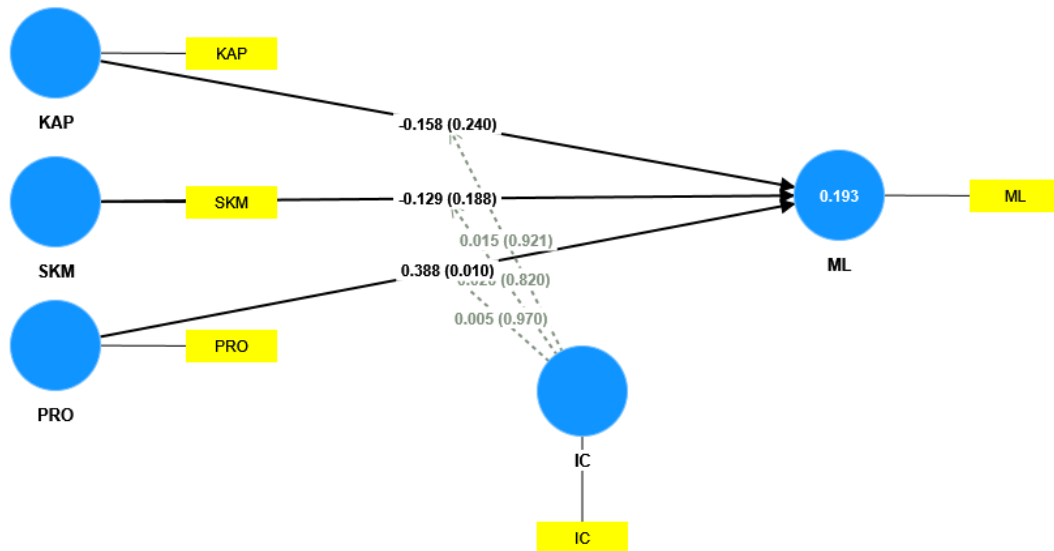 KAP
KAP
-0.158 (0.240)
SKM
SKM
-0.129 (0.188)
0.193
ML
ML
0.015 (0.921)
0.388 (0.010)
(0.820)
0.005 (0.970)
PRO
PRO
IC
IC